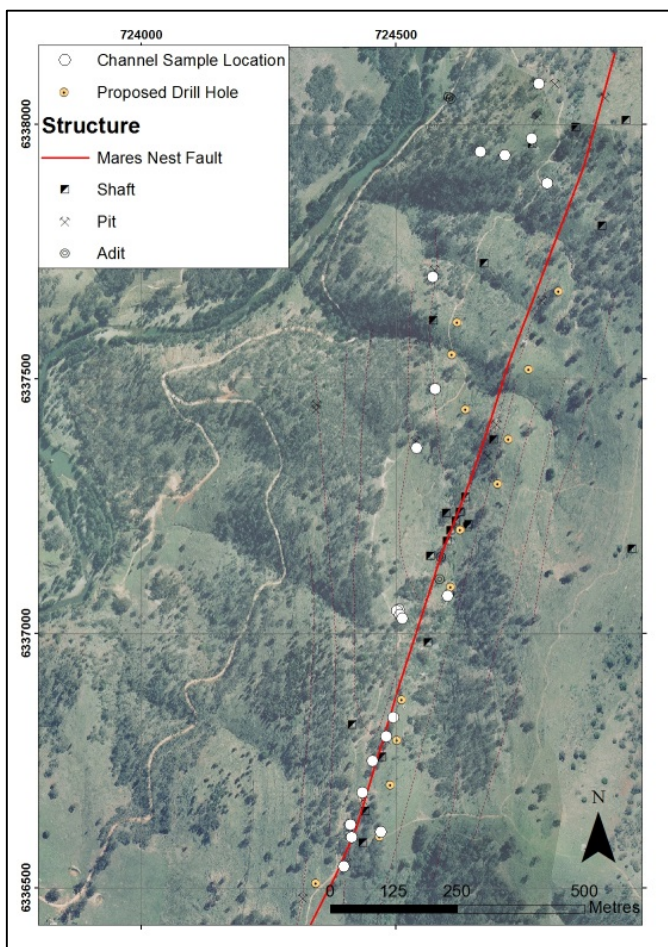 724000 724500
Channel Sample Location
Proposed Drill Hole
Structure
Mares Nest Fault
Shaft
Pit
Adit
6338000
6337500
6337000
6336500
N
0 125 250 500
Metres